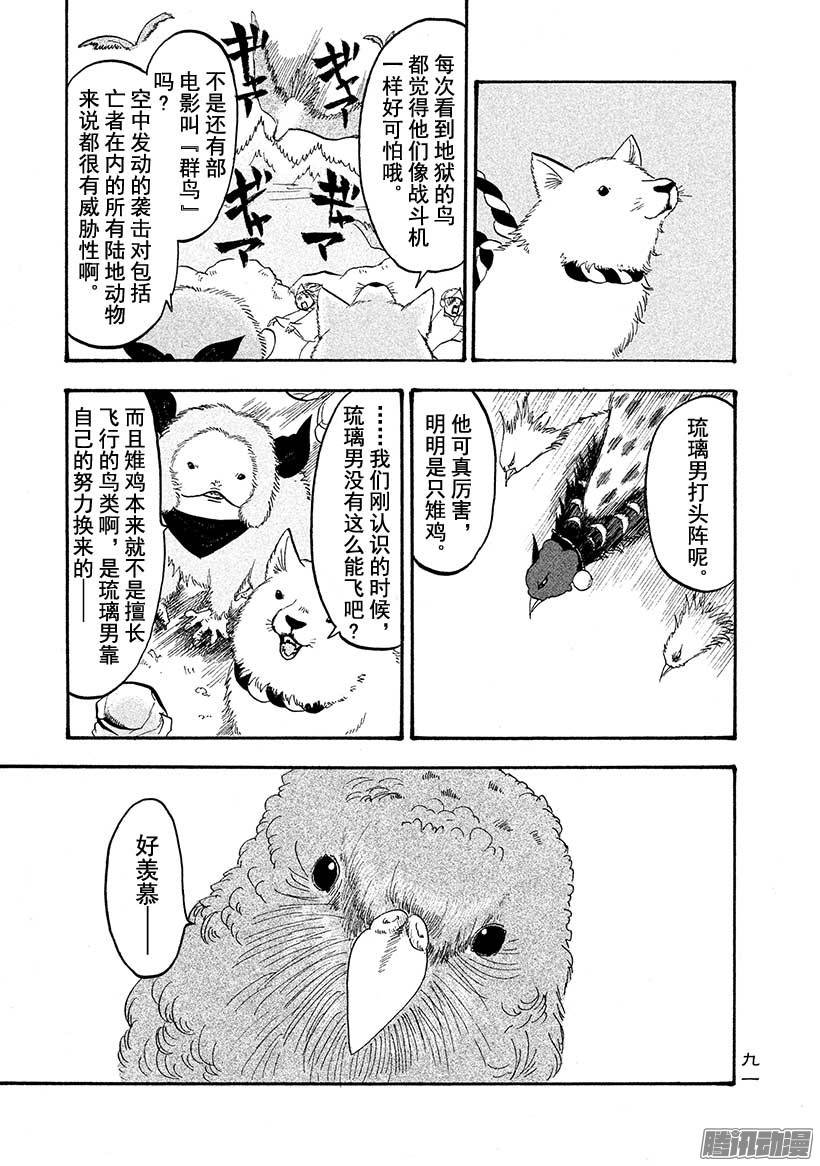 每次看到地狱的鸟
都觉得他们像战斗机
一样好可怕哦。
ギャア
ギャア
ギャア
ギャア
不是还有部
电影叫『群鸟』
吗？
空中发动的袭击对包括
亡者在内的所有陆地动物
来说都很有威胁性啊。
琉璃男打头阵呢。
他可真厉害，
明明是只雉鸡。
……我们刚认识的时候，
琉璃男没有这么能飞吧？
而且雉鸡本来就不是擅长
飞行的鸟类啊，是琉璃男靠
自己的努力换来的——
好羡慕——
九一
腾讯动漫